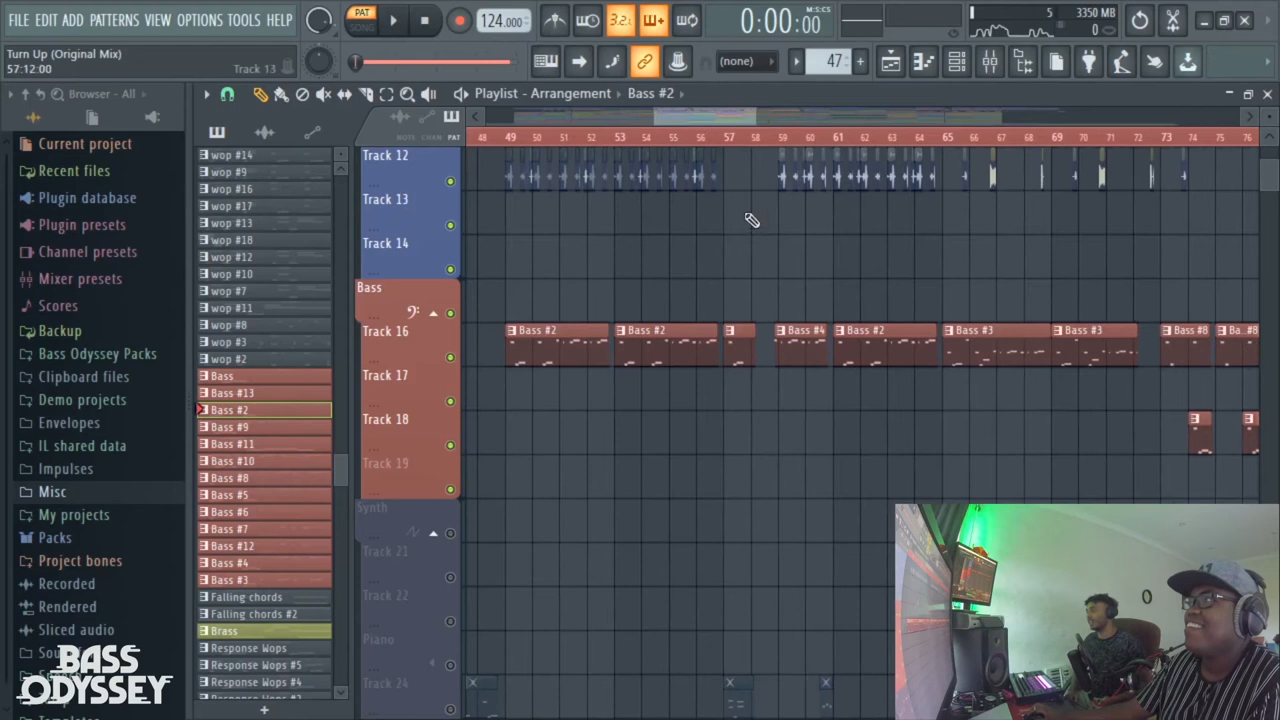 FILE EDIT ADD PATTERNS VIEW OPTIONS TOOLS HELP
PAT
SONG
124.000
3.2.
0:00:00
M:S:CS
5
3350 MB
0
Turn Up (Original Mix)
57:12:00
Track 13
(none)
47
Browser - All
Playlist - Arrangement
Bass #2
NOTE CHAN PAT
48 49 50 51 52 53 54 55 56 57 58 59 60 61 62 63 64 65 66 67 68 69 70 71 72 73 74 75 76
Current project
Recent files
Plugin database
Plugin presets
Channel presets
Mixer presets
Scores
Backup
Bass Odyssey Packs
Clipboard files
Demo projects
Envelopes
IL shared data
Impulses
Misc
My projects
Packs
Project bones
Recorded
Rendered
Sliced audio
BASS
ODYSSEY
wop #14
wop #9
wop #16
wop #17
wop #13
wop #18
wop #12
wop #10
wop #7
wop #11
wop #8
wop #3
wop #2
Bass
Bass #13
Bass #2
Bass #9
Bass #11
Bass #10
Bass #8
Bass #5
Bass #6
Bass #7
Bass #12
Bass #4
Bass #3
Falling chords
Falling chords #2
Brass
Response Wops
Response Wops #5
Response Wops #4
Track 12
Track 13
Track 14
Bass
Track 16
Track 17
Track 18
Track 19
Synth
Track 21
Track 22
Piano
4
Track 24
Bass #2
Bass #2
Bass #4
Bass #2
Bass #3
Bass #3
Bass #8
Ba..#8